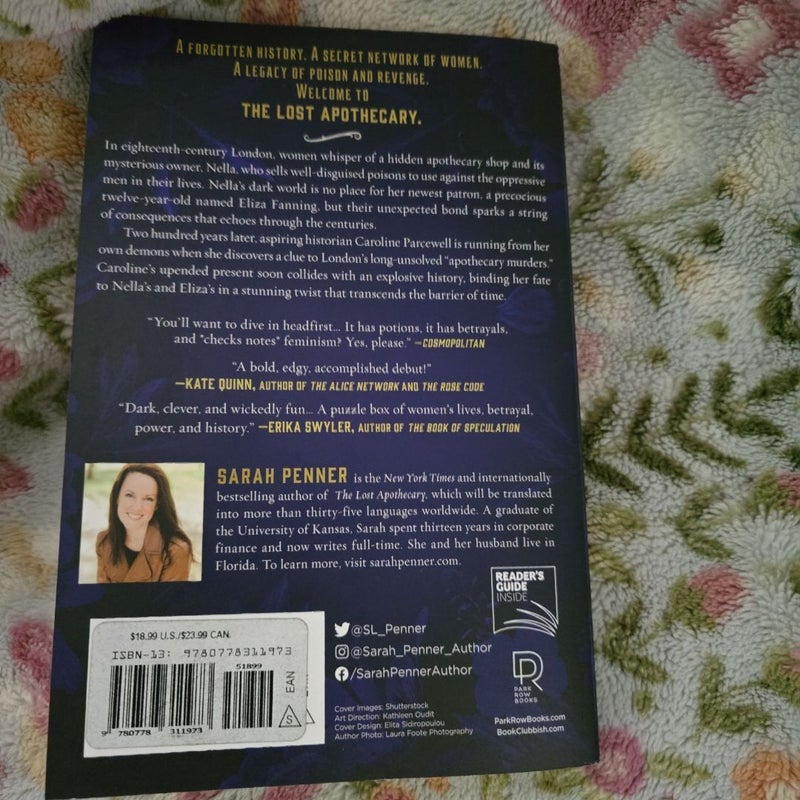 A FORGOTTEN HISTORY. A SECRET NETWORK OF WOMEN.
A LEGACY OF POISON AND REVENGE.
WELCOME TO
THE LOST APOTHECARY.
In eighteenth-century London, women whisper of a hidden apothecary shop and its
mysterious owner, Nella, who sells well-disguised poisons to use against the oppressive
men in their lives. Nella's dark world is no place for her newest patron, a precocious
twelve-year-old named Eliza Fanning, but their unexpected bond sparks a string
of consequences that echoes through the centuries.
Two hundred years later, aspiring historian Caroline Parcewell is running from her
own demons when she discovers a clue to London's long-unsolved "apothecary murders."
Caroline's upended present soon collides with an explosive history, binding her fate
to Nella's and Eliza's in a stunning twist that transcends the barrier of time.
"You'll want to dive in headfirst... It has potions, it has betrayals,
and *checks notes* feminism? Yes, please." —COSMOPOLITAN
"A bold, edgy, accomplished debut!"
—KATE QUINN, AUTHOR OF THE ALICE NETWORK AND THE ROSE CODE
"Dark, clever, and wickedly fun... A puzzle box of women's lives, betrayal,
power, and history." —ERIKA SWYLER, AUTHOR OF THE BOOK OF SPECULATION
SARAH PENNER is the New York Times and internationally
bestselling author of The Lost Apothecary, which will be translated
into more than thirty-five languages worldwide. A graduate of
the University of Kansas, Sarah spent thirteen years in corporate
finance and now writes full-time. She and her husband live in
Florida. To learn more, visit sarahpenner.com.
READER'S
GUIDE
INSIDE
$18.99 U.S./$23.99 CAN.
ISBN-13: 9780778311973
51899
EAN
S
9 780778 311973
@SL_Penner
@Sarah_Penner_Author
/SarahPennerAuthor
Cover Images: Shutterstock
Art Direction: Kathleen Oudit
Cover Design: Elita Sidiropoulou
Author Photo: Laura Foote Photography
PARK
ROW
BOOKS
ParkRowBooks.com
BookClubbish.com